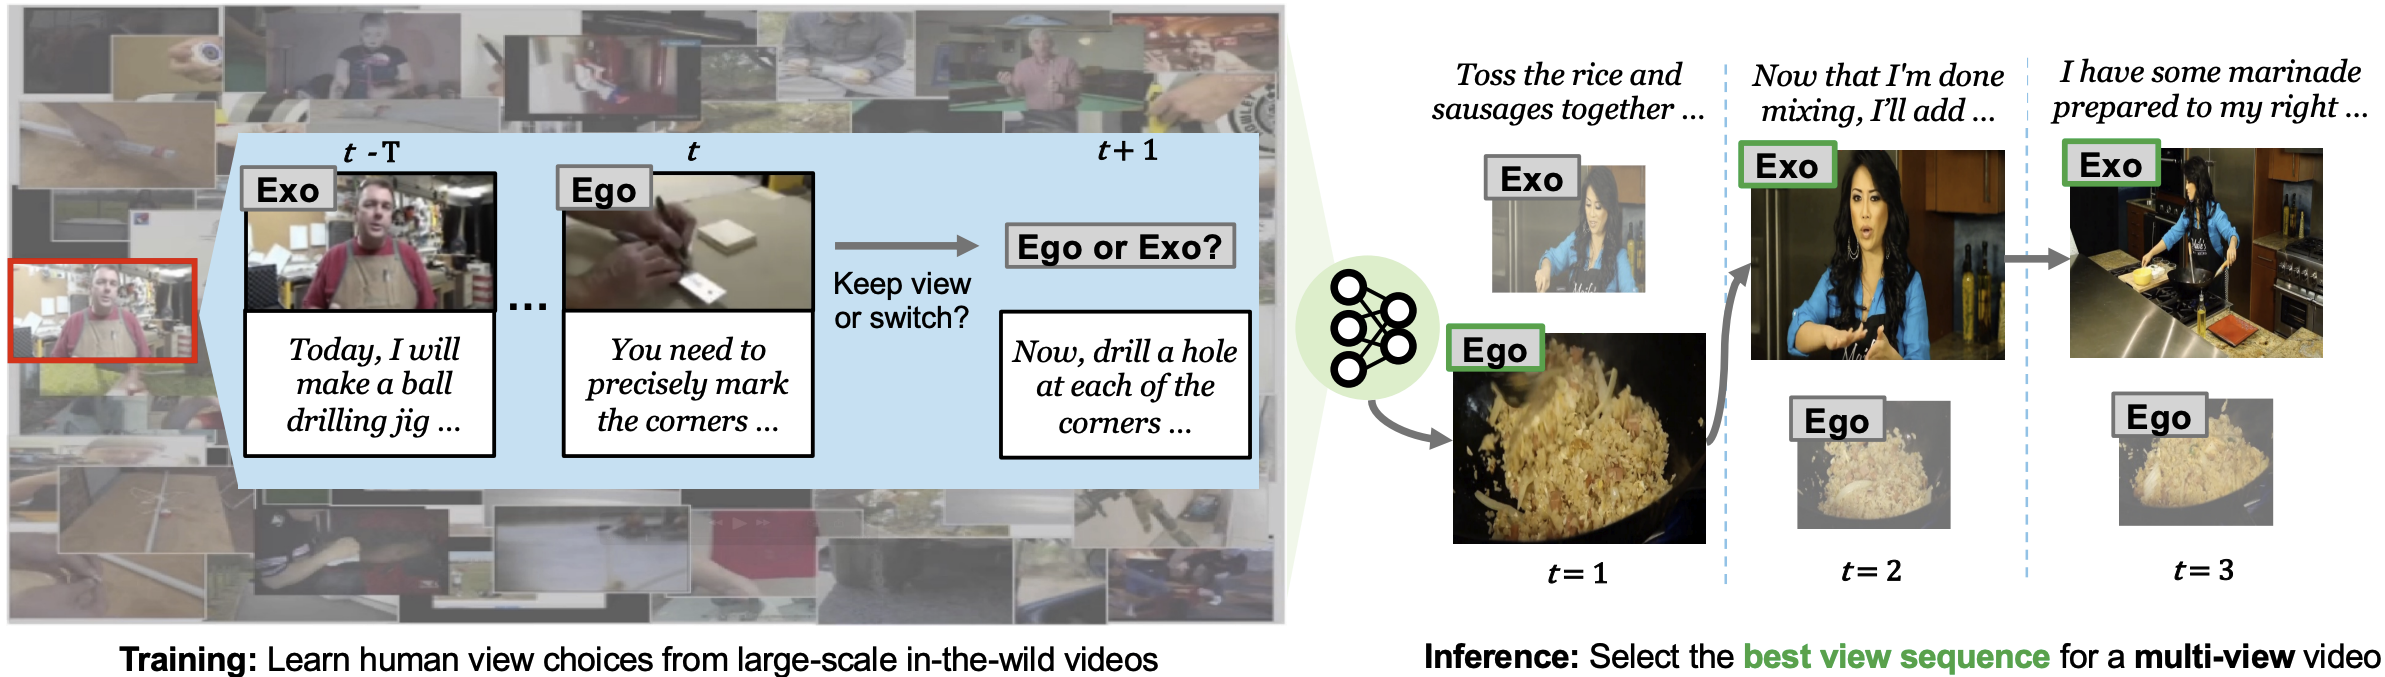 t - T
t
t + 1
Exo
Ego
Ego or Exo?
Keep view
or switch?
...
Today, I will
make a ball
drilling jig ...
You need to
precisely mark
the corners ...
Now, drill a hole
at each of the
corners ...
Training: Learn human view choices from large-scale in-the-wild videos
Toss the rice and
sausages together ...
Exo
Ego
t = 1
Now that I'm done
mixing, I'll add ...
Exo
Ego
t = 2
I have some marinade
prepared to my right ...
Exo
Ego
t = 3
Inference: Select the best view sequence for a multi-view video